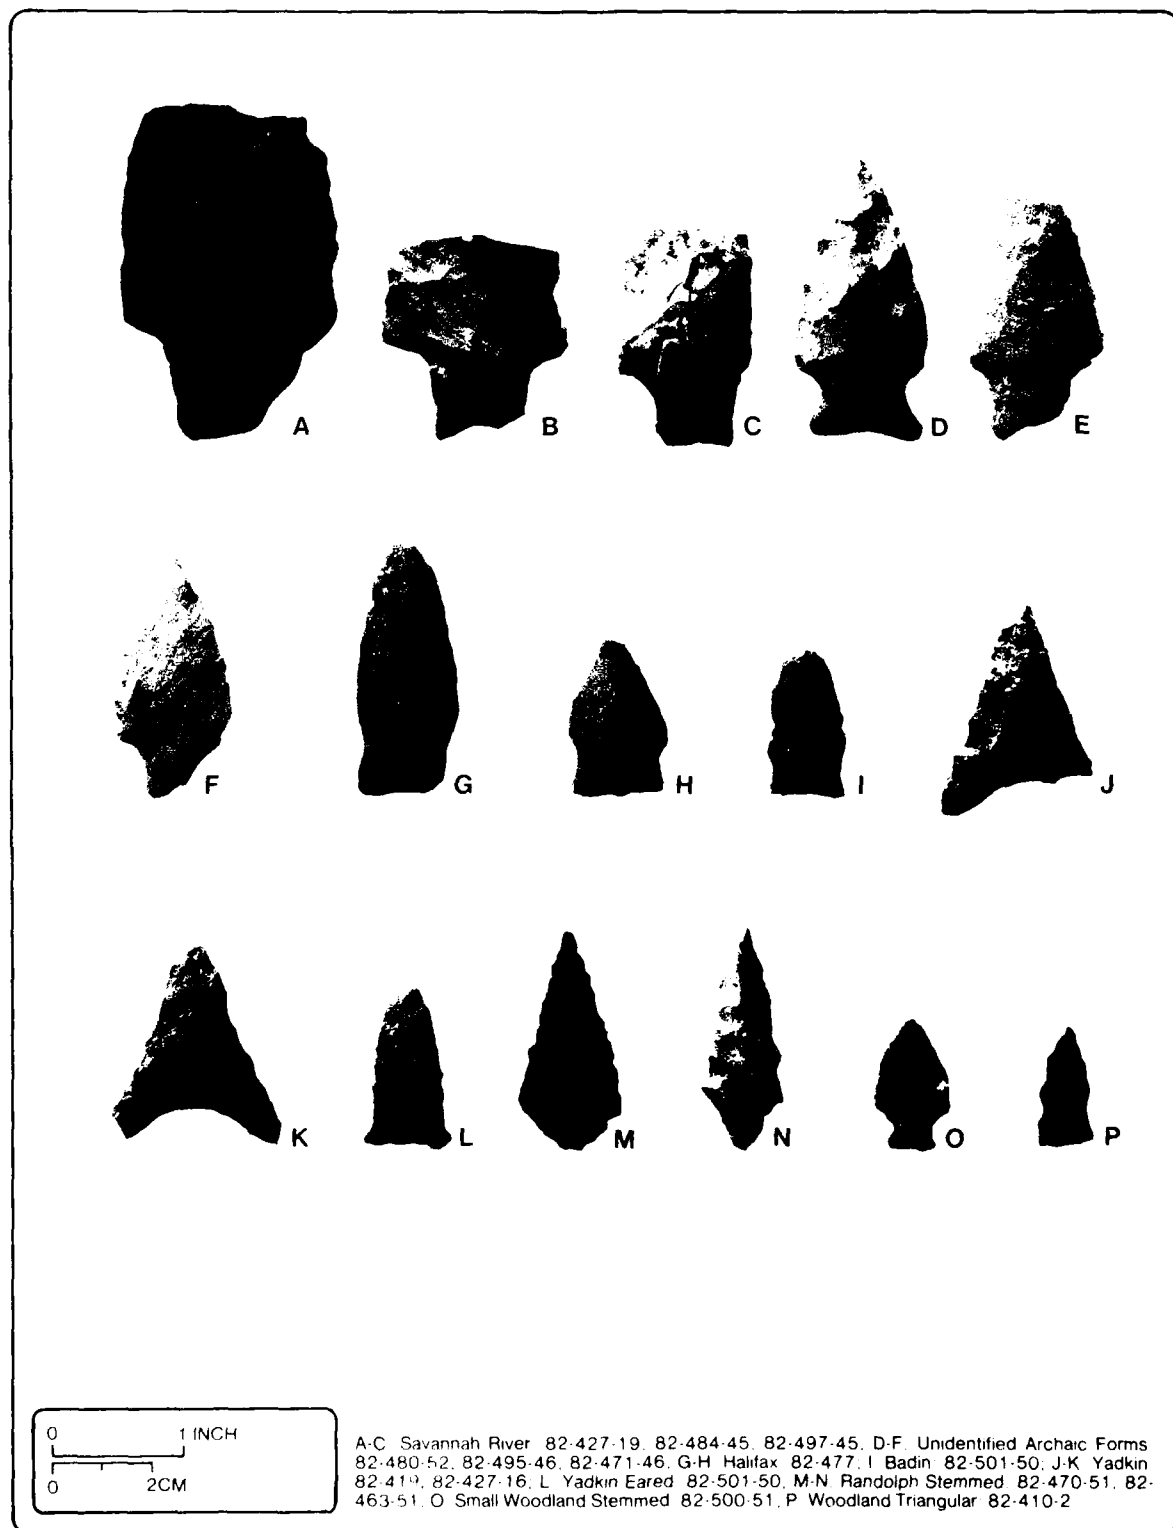 A B C D E
F G H I J
K L M N O P
0 1 INCH
0 2CM
A-C Savannah River 82-427-19, 82-484-45, 82-497-45, D-F. Unidentified Archaic Forms
82-480-52, 82-495-46, 82-471-46, G-H Halifax 82-477; I Badin 82-501-50; J-K Yadkin
82-419, 82-427-16, L Yadkin Eared 82-501-50, M-N Randolph Stemmed 82-470-51, 82-
463-51, O Small Woodland Stemmed 82-500-51, P Woodland Triangular 82-410-2